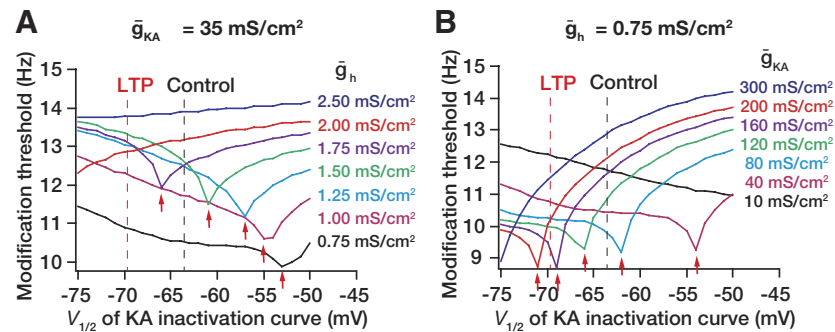 A
ḡKA = 35 mS/cm²
Modification threshold (Hz)
15
14
13
12
11
10
LTP
Control
ḡh
2.50 mS/cm²
2.00 mS/cm²
1.75 mS/cm²
1.50 mS/cm²
1.25 mS/cm²
1.00 mS/cm²
0.75 mS/cm²
-75 -70 -65 -60 -55 -50 -45
V1/2 of KA inactivation curve (mV)
B
ḡh = 0.75 mS/cm²
Modification threshold (Hz)
15
14
13
12
11
10
9
LTP
Control
ḡKA
300 mS/cm²
200 mS/cm²
160 mS/cm²
120 mS/cm²
80 mS/cm²
40 mS/cm²
10 mS/cm²
-75 -70 -65 -60 -55 -50 -45
V1/2 of KA inactivation curve (mV)